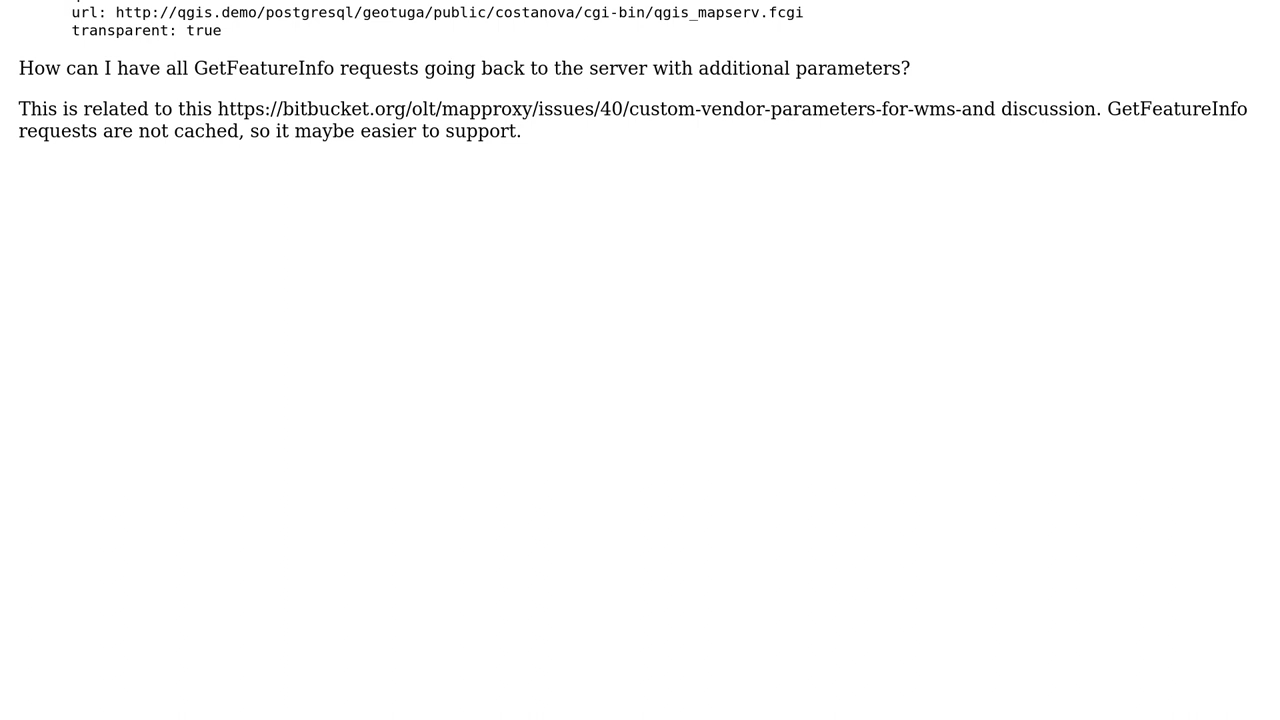 url: http://qgis.demo/postgresql/geotuga/public/costanova/cgi-bin/qgis_mapserv.fcgi
transparent: true
How can I have all GetFeatureInfo requests going back to the server with additional parameters?
This is related to this https://bitbucket.org/olt/mapproxy/issues/40/custom-vendor-parameters-for-wms-and discussion. GetFeatureInfo
requests are not cached, so it maybe easier to support.